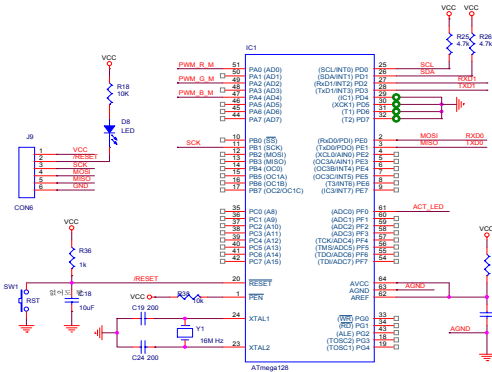 VCC
R25
4.7k
VCC
R26
4.7k
IC1
VCC
R18
10K
D8
LED
J9
1 VCC
2 /RESET
3 SCK
4 MOSI
5 MISO
6 GND
CON6
PWM_R_M 51 PA0 (AD0)
50 PA1 (AD1)
PWM_G_M 49 PA2 (AD2)
48 PA3 (AD3)
PWM_B_M 47 PA4 (AD4)
46 PA5 (AD5)
45 PA6 (AD6)
44 PA7 (AD7)
10 PB0 (SS)
SCK 11 PB1 (SCK)
12 PB2 (MOSI)
13 PB3 (MISO)
14 PB4 (OC0)
15 PB5 (OC1A)
16 PB6 (OC1B)
17 PB7 (OC2/OC1C)
35 PC0 (A8)
36 PC1 (A9)
37 PC2 (A10)
38 PC3 (A11)
39 PC4 (A12)
40 PC5 (A13)
41 PC6 (A14)
42 PC7 (A15)
/RESET 20 RESET
1 PEN
24 XTAL1
23 XTAL2
(SCL/INT0) PD0 25 SCL
(SDA/INT1) PD1 26 SDA
(RxD1/INT2) PD2 27 RXD1
(TxD1/INT3) PD3 28 TXD1
(IC1) PD4 29
(XCK1) PD5 30
(T1) PD6 31
(T2) PD7 32
(RxD0/PDI) PE0 2 MOSI RXD0
(TxD0/PDO) PE1 3 MISO TXD0
(XCL0/AIN0) PE2 4
(OC3A/AIN1) PE3 5
(OC3B/INT4) PE4 6
(OC3C/INT5) PE5 7
(T3/INT6) PE6 8
(IC3/INT7) PE7 9
(ADC0) PF0 61 ACT_LED
(ADC1) PF1 60
(ADC2) PF2 59
(ADC3) PF3 58
(TCK/ADC4) PF4 57
(TMS/ADC5) PF5 56
(TDO/ADC6) PF6 55
(TDI/ADC7) PF7 54
AVCC 64
AGND 63 AGND
AREF 62
(WR) PG0 33
(RD) PG1 34
(ALE) PG2 43
(TOSC2) PG3 18
(TOSC1) PG4 19
AGND
VCC
VCC
R36
1k
SW1
RST
없어도
C18
10uF
VCC
R38
10k
C19 200
Y1
16M Hz
C24 200
ATmega128